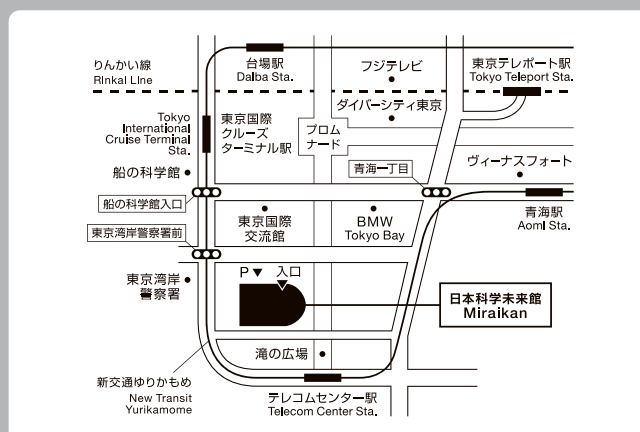 りんかい線
RInkaI LIne
台場駅
DaIba Sta.
フジテレビ
東京テレポート駅
Tokyo Teleport Sta.
ダイバーシティ東京
Tokyo
International
Cruise Terminal
Sta.
東京国際
クルーズ
ターミナル駅
プロム
ナード
船の科学館
青海一丁目
ヴィーナスフォート
船の科学館入口
東京国際
交流館
BMW
Tokyo Bay
青海駅
AomI Sta.
東京湾岸警察署前
P▼ 入口
東京湾岸
警察署
日本科学未来館
Miraikan
滝の広場
新交通ゆりかもめ
New Transit
Yurikamome
テレコムセンター駅
Telecom Center Sta.